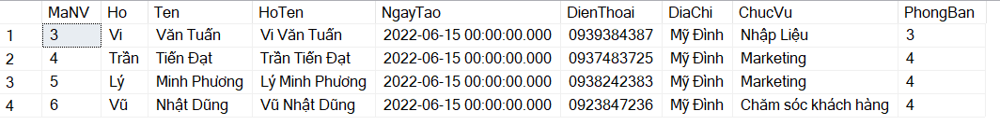 MaNV Ho Ten HoTen NgayTao DienThoai DiaChi ChucVu PhongBan
1 3 Vi Văn Tuấn Vi Văn Tuấn 2022-06-15 00:00:00.000 0939384387 Mỹ Đình Nhập Liệu 3
2 4 Trần Tiến Đạt Trần Tiến Đạt 2022-06-15 00:00:00.000 0937483725 Mỹ Đình Marketing 4
3 5 Lý Minh Phương Lý Minh Phương 2022-06-15 00:00:00.000 0938242383 Mỹ Đình Marketing 4
4 6 Vũ Nhật Dũng Vũ Nhật Dũng 2022-06-15 00:00:00.000 0923847236 Mỹ Đình Chăm sóc khách hàng 4